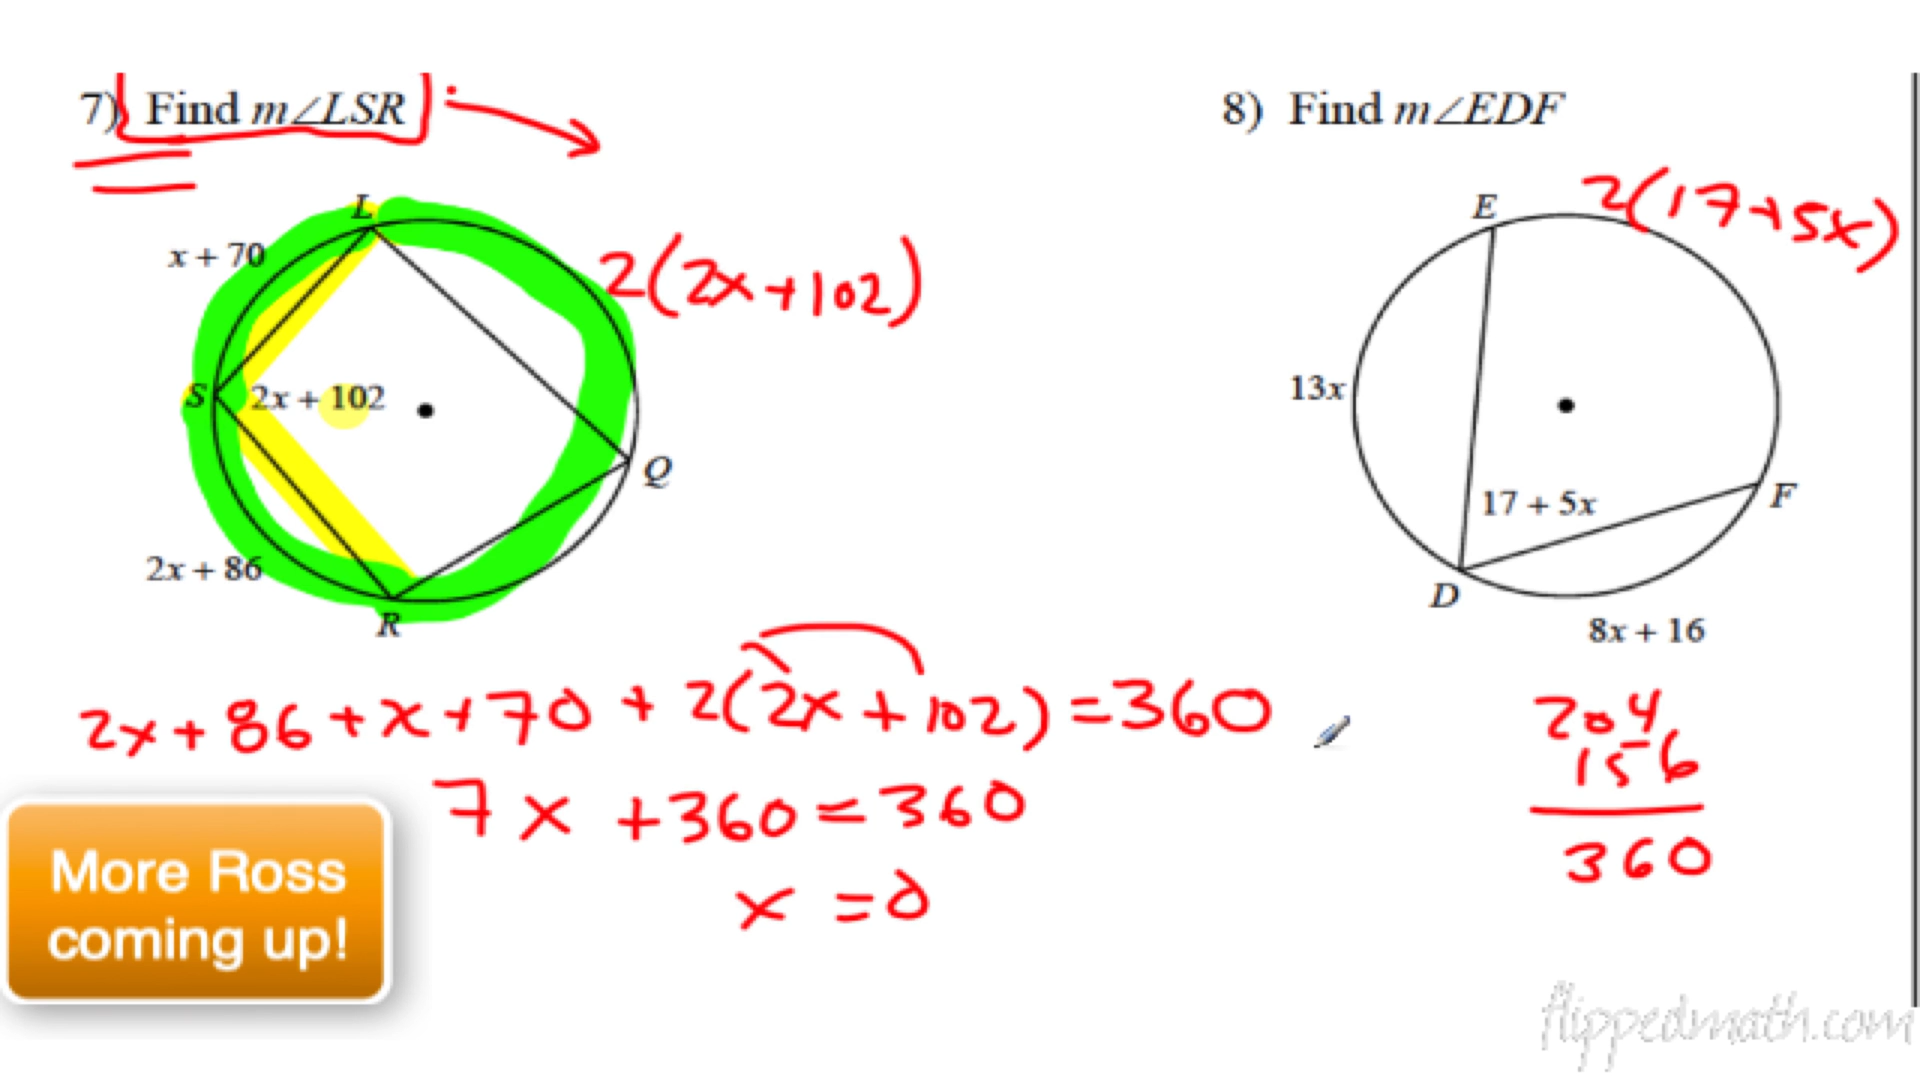 7) Find m∠LSR
L
x + 70
2(2x+102)
S
2x + 102
Q
2x + 86
R
2x+86+x+70+2(2x+102)=360
7x +360=360
x =0
8) Find m∠EDF
E
2(17+5x)
13x
17 + 5x
F
D
8x + 16
204
156
360
More Ross
coming up!
flippedmath.com